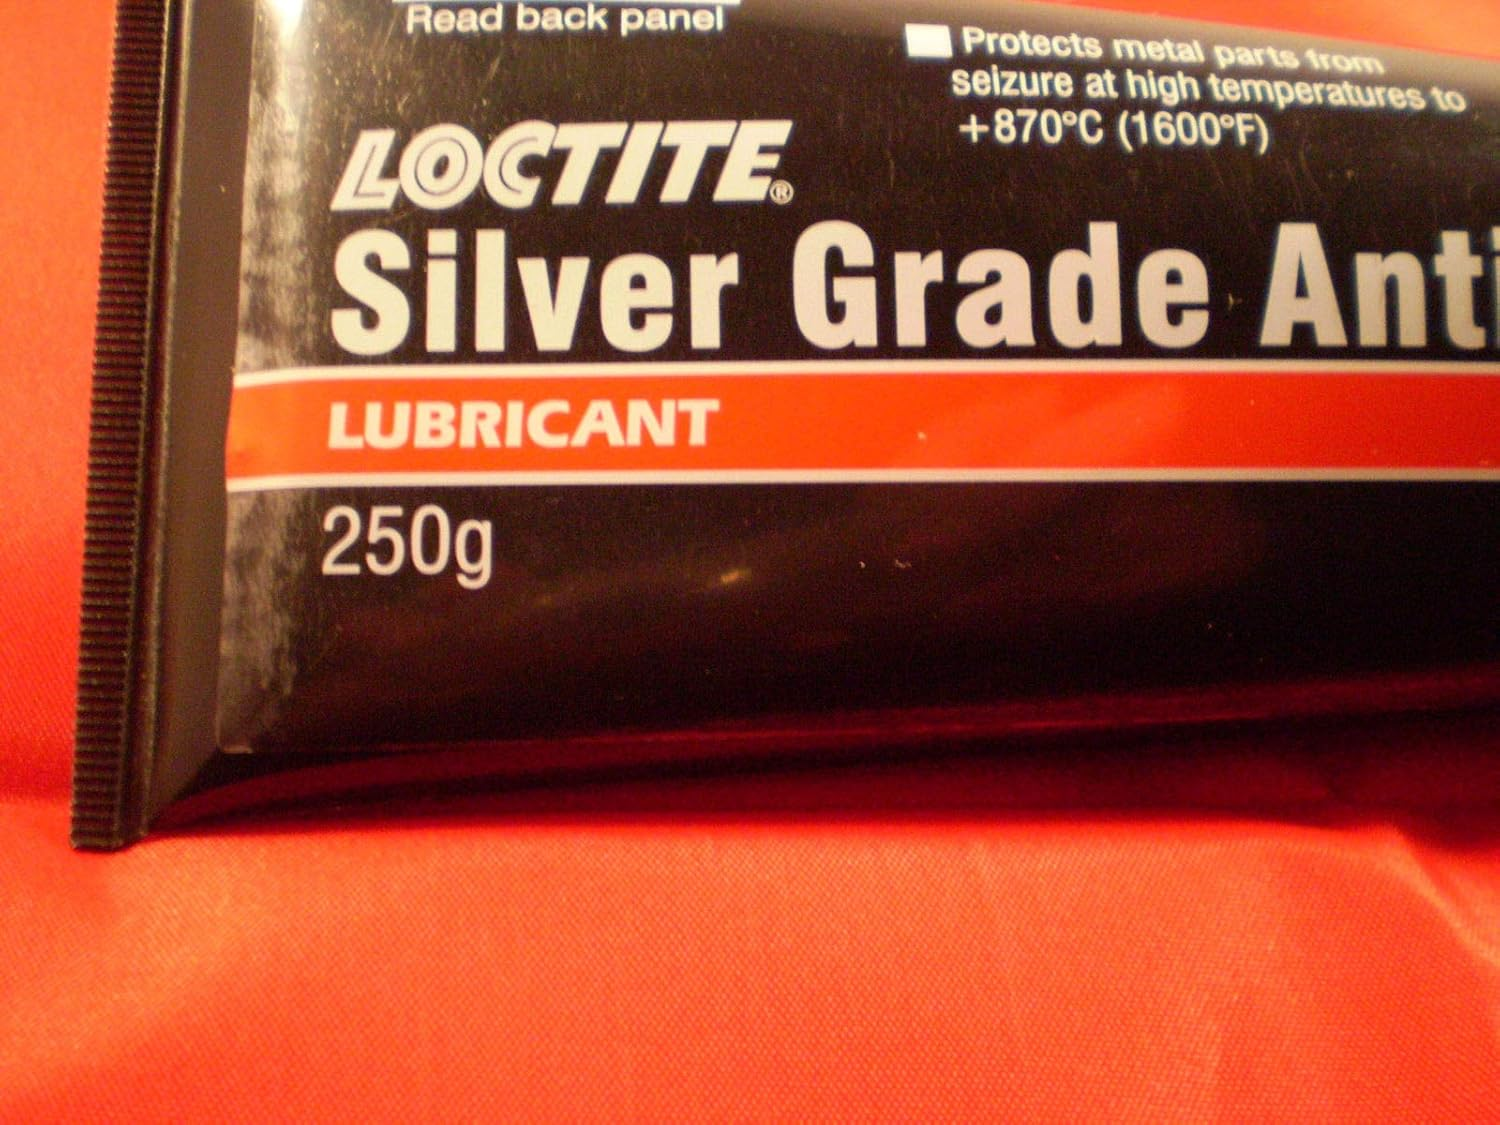 Read back panel
Protects metal parts from
seizure at high temperatures to
+870°C (1600°F)
LOCTITE®
Silver Grade Anti
LUBRICANT
250g